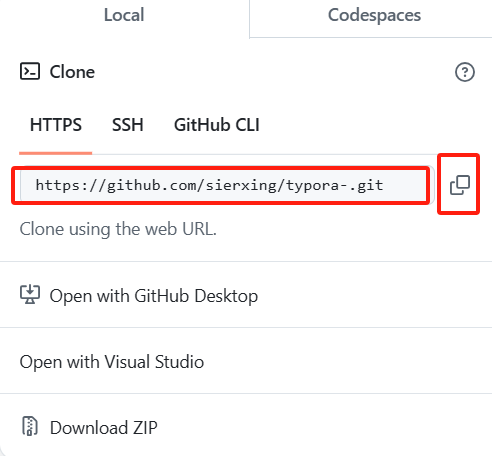 Local Codespaces
Clone
HTTPS SSH GitHub CLI
https://github.com/sierxing/typora-.git
Clone using the web URL.
Open with GitHub Desktop
Open with Visual Studio
Download ZIP